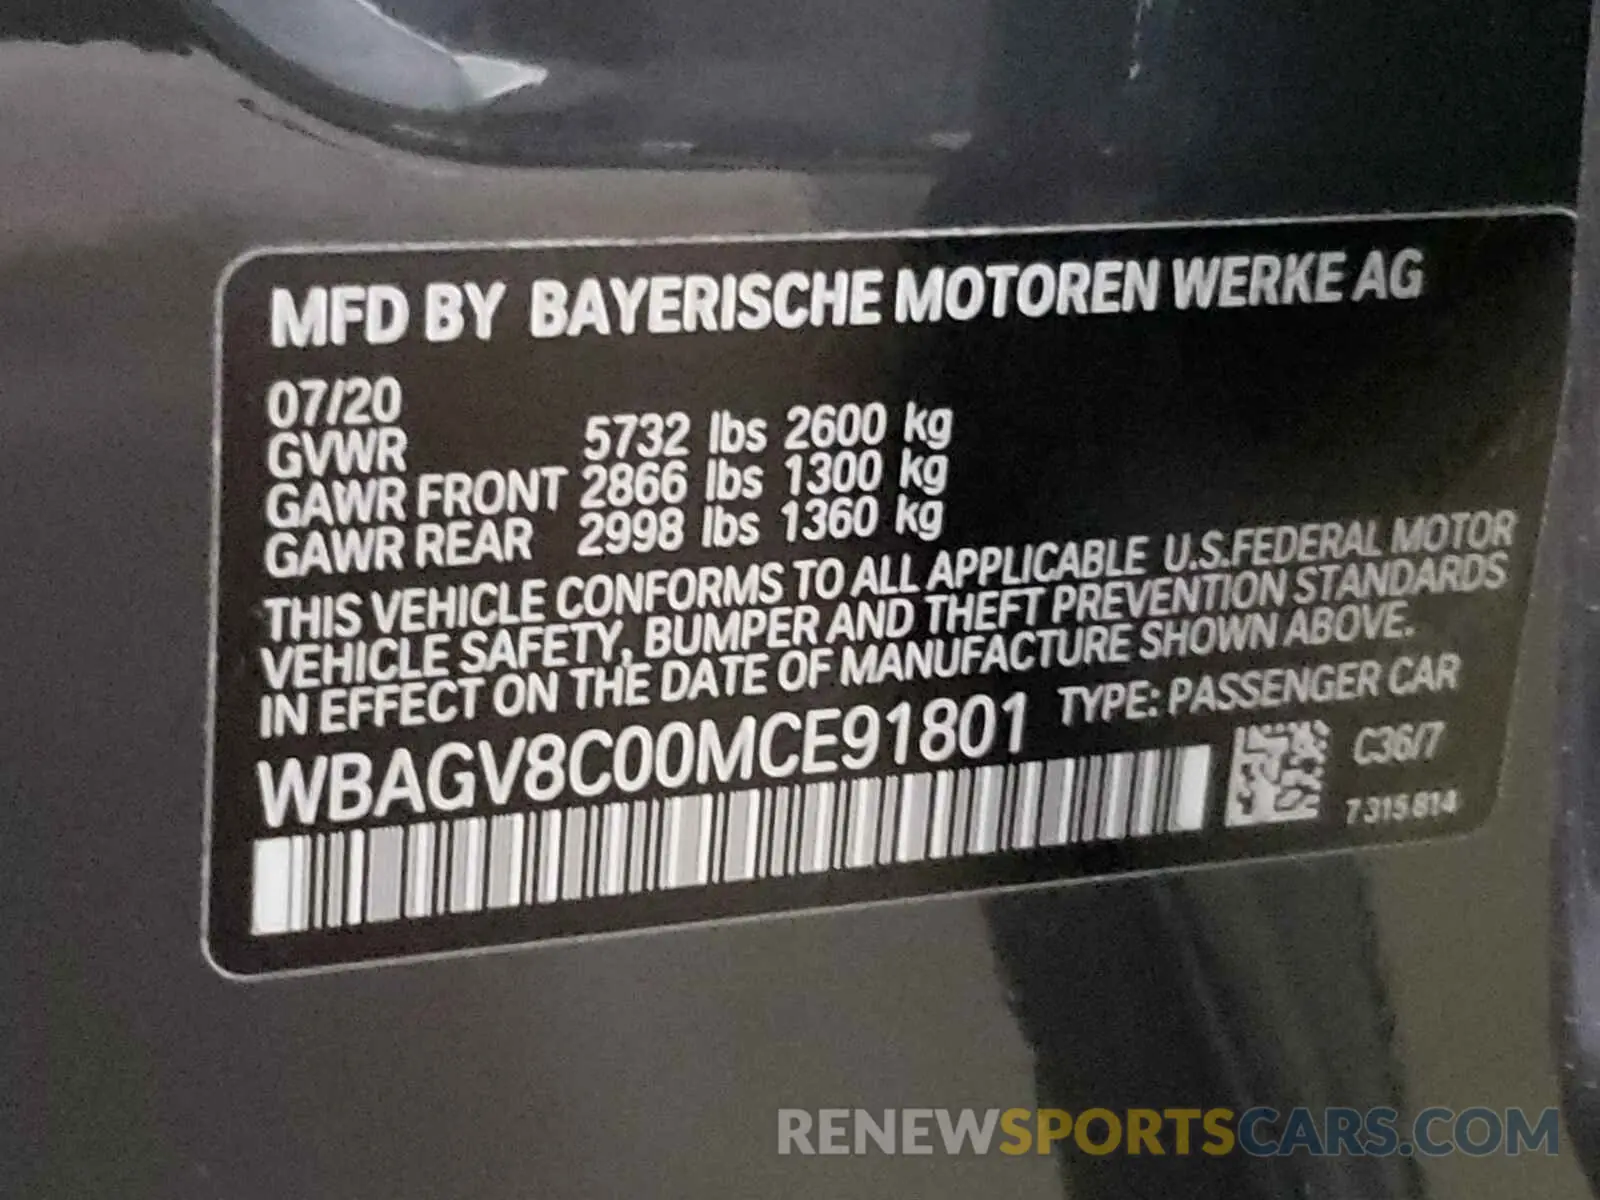 MFD BY BAYERISCHE MOTOREN WERKE AG
07/20
GVWR 5732 lbs 2600 kg
GAWR FRONT 2866 lbs 1300 kg
GAWR REAR 2998 lbs 1360 kg
THIS VEHICLE CONFORMS TO ALL APPLICABLE U.S.FEDERAL MOTOR
VEHICLE SAFETY, BUMPER AND THEFT PREVENTION STANDARDS
IN EFFECT ON THE DATE OF MANUFACTURE SHOWN ABOVE.
WBAGV8C00MCE91801 TYPE: PASSENGER CAR
C36/7
7 315 814
RENEWSPORTSCARS.COM